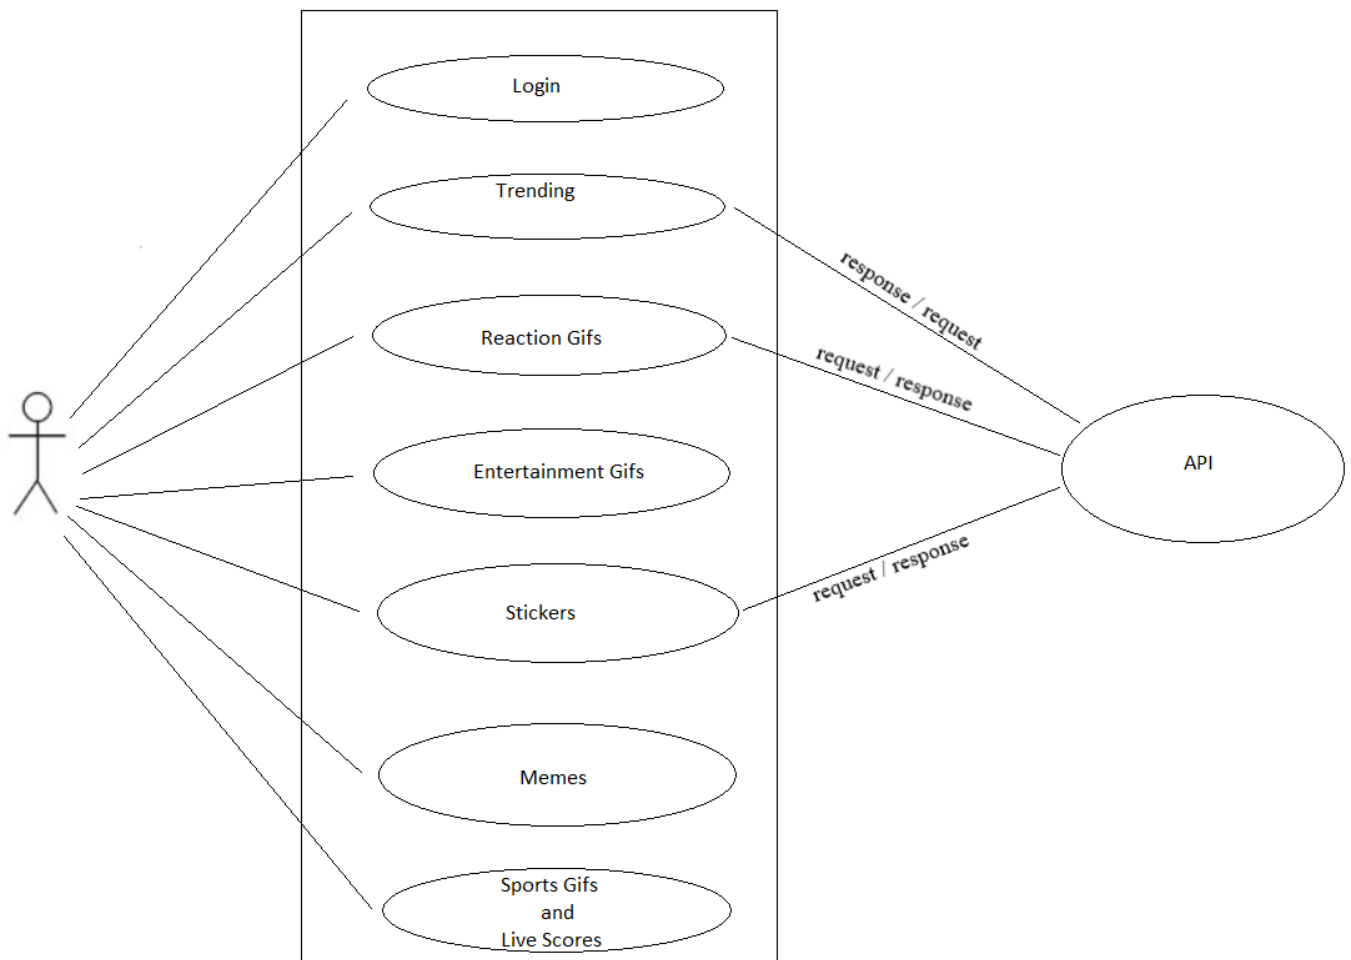 Login
Trending
response / request
Reaction Gifs
request / response
Entertainment Gifs
API
request / response
Stickers
Memes
Sports Gifs
and
Live Scores